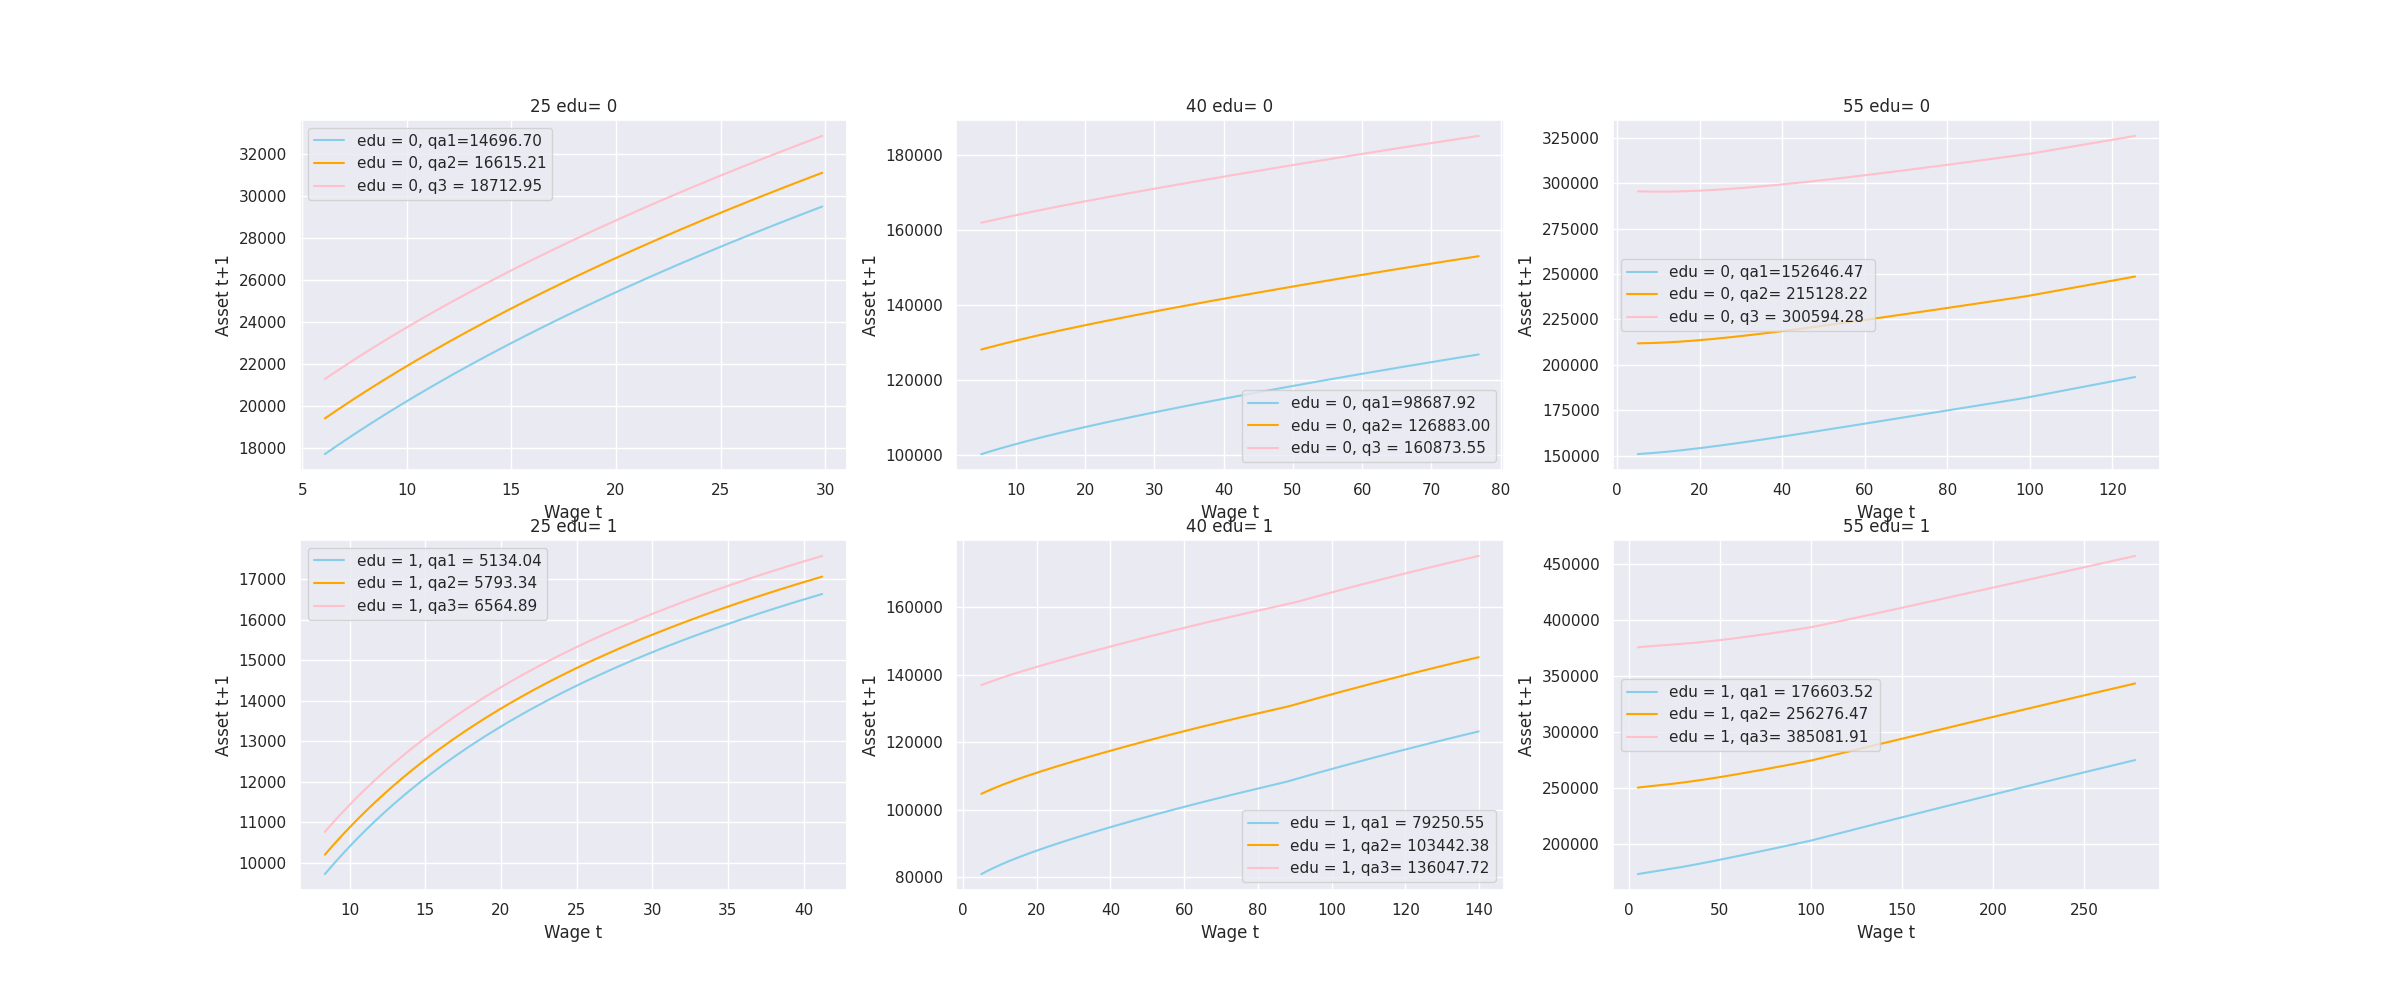 25 edu= 0
edu = 0, qa1=14696.70
edu = 0, qa2= 16615.21
edu = 0, q3 = 18712.95
32000
30000
28000
26000
24000
22000
20000
18000
Asset t+1
5 10 15 20 25 30
Wage t
40 edu= 0
180000
160000
140000
120000
100000
Asset t+1
edu = 0, qa1=98687.92
edu = 0, qa2= 126883.00
edu = 0, q3 = 160873.55
10 20 30 40 50 60 70 80
Wage t
55 edu= 0
325000
300000
275000
250000
225000
200000
175000
150000
Asset t+1
edu = 0, qa1=152646.47
edu = 0, qa2= 215128.22
edu = 0, q3 = 300594.28
0 20 40 60 80 100 120
Wage t
25 edu= 1
edu = 1, qa1 = 5134.04
edu = 1, qa2= 5793.34
edu = 1, qa3= 6564.89
17000
16000
15000
14000
13000
12000
11000
10000
Asset t+1
10 15 20 25 30 35 40
Wage t
40 edu= 1
160000
140000
120000
100000
80000
Asset t+1
edu = 1, qa1 = 79250.55
edu = 1, qa2= 103442.38
edu = 1, qa3= 136047.72
0 20 40 60 80 100 120 140
Wage t
55 edu= 1
450000
400000
350000
300000
250000
200000
Asset t+1
edu = 1, qa1 = 176603.52
edu = 1, qa2= 256276.47
edu = 1, qa3= 385081.91
0 50 100 150 200 250
Wage t